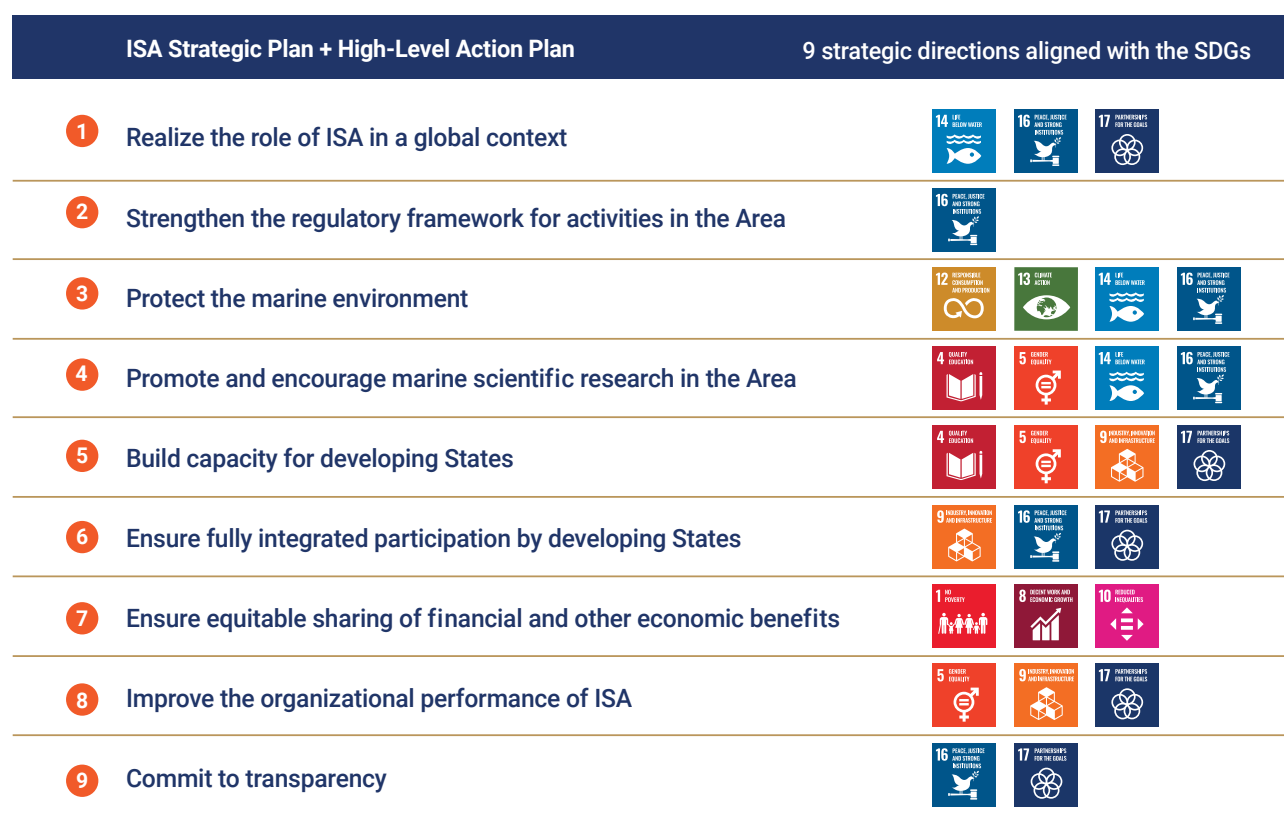 ISA Strategic Plan + High-Level Action Plan
9 strategic directions aligned with the SDGs
1
Realize the role of ISA in a global context
14 LIFE
BELOW WATER
16 PEACE, JUSTICE
AND STRONG
INSTITUTIONS
17 PARTNERSHIPS
FOR THE GOALS
2
Strengthen the regulatory framework for activities in the Area
16 PEACE, JUSTICE
AND STRONG
INSTITUTIONS
3
Protect the marine environment
12 RESPONSIBLE
CONSUMPTION
AND PRODUCTION
13 CLIMATE
ACTION
14 LIFE
BELOW WATER
16 PEACE, JUSTICE
AND STRONG
INSTITUTIONS
4
Promote and encourage marine scientific research in the Area
4 QUALITY
EDUCATION
5 GENDER
EQUALITY
14 LIFE
BELOW WATER
16 PEACE, JUSTICE
AND STRONG
INSTITUTIONS
5
Build capacity for developing States
4 QUALITY
EDUCATION
5 GENDER
EQUALITY
9 INDUSTRY, INNOVATION
AND INFRASTRUCTURE
17 PARTNERSHIPS
FOR THE GOALS
6
Ensure fully integrated participation by developing States
9 INDUSTRY, INNOVATION
AND INFRASTRUCTURE
16 PEACE, JUSTICE
AND STRONG
INSTITUTIONS
17 PARTNERSHIPS
FOR THE GOALS
7
Ensure equitable sharing of financial and other economic benefits
1 NO
POVERTY
8 DECENT WORK AND
ECONOMIC GROWTH
10 REDUCED
INEQUALITIES
8
Improve the organizational performance of ISA
5 GENDER
EQUALITY
9 INDUSTRY, INNOVATION
AND INFRASTRUCTURE
17 PARTNERSHIPS
FOR THE GOALS
9
Commit to transparency
16 PEACE, JUSTICE
AND STRONG
INSTITUTIONS
17 PARTNERSHIPS
FOR THE GOALS